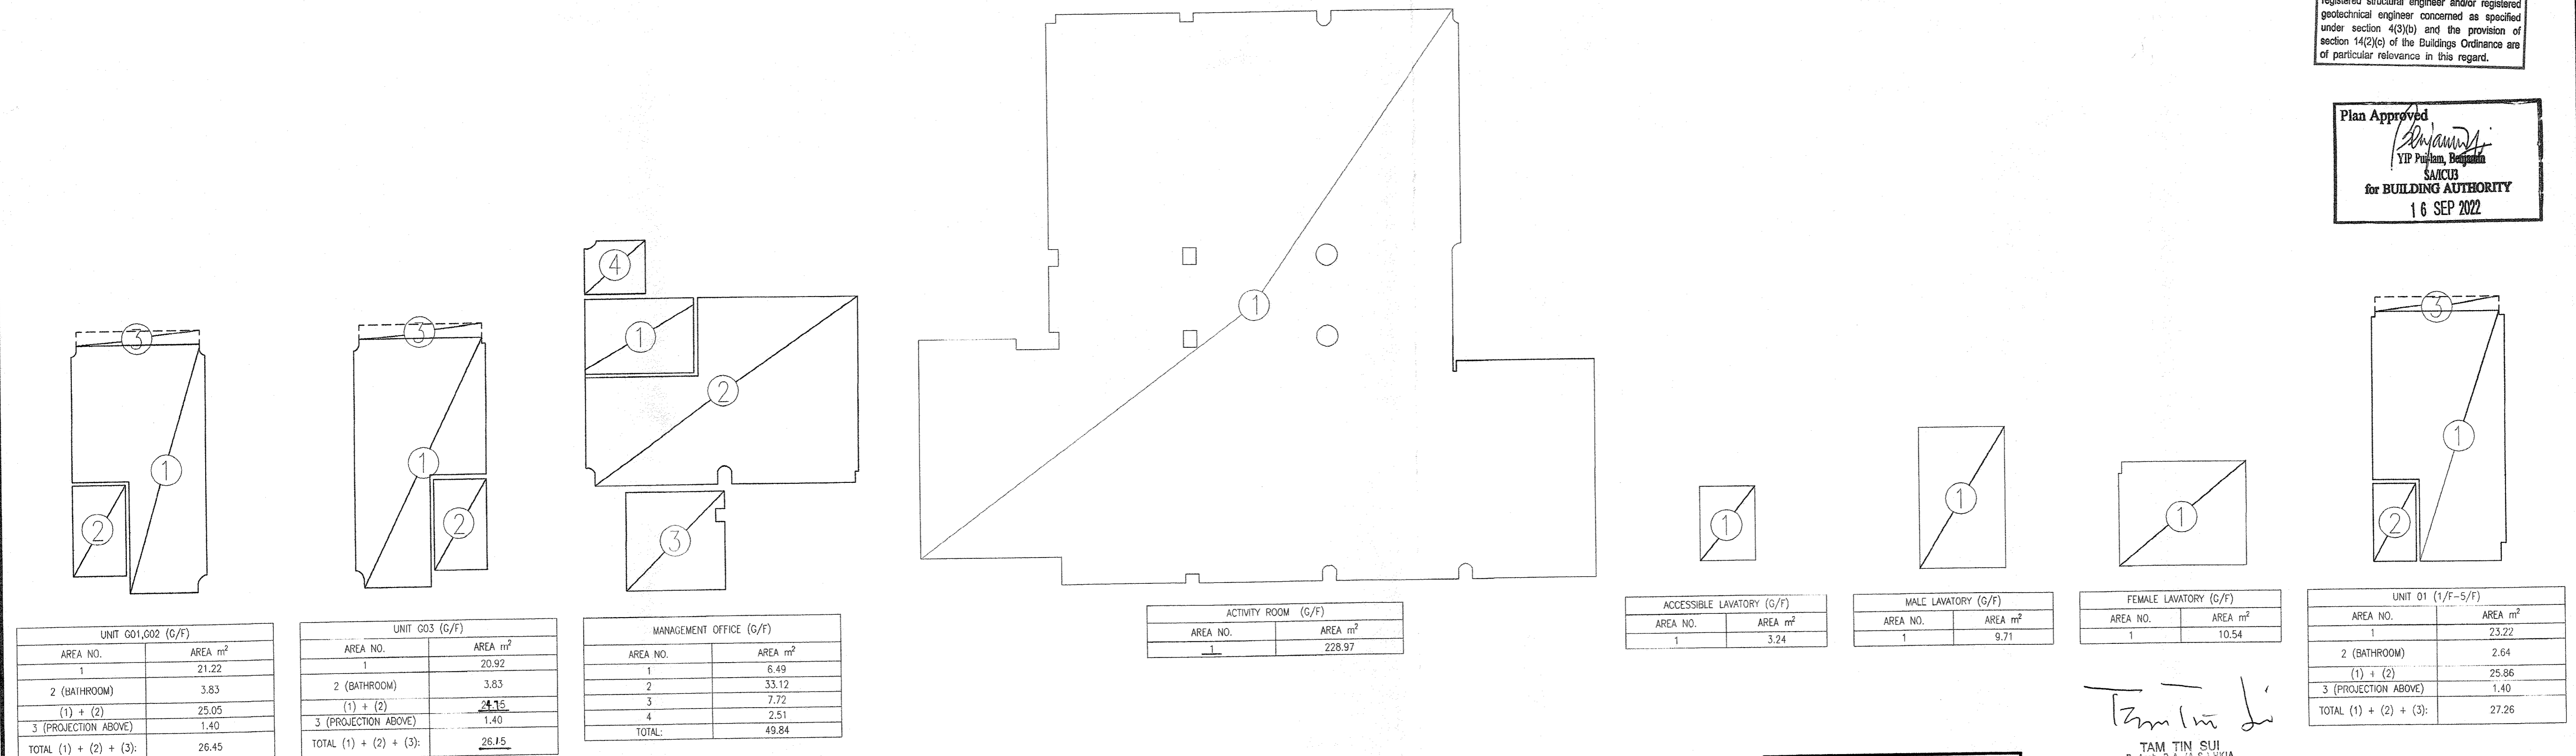 registered structural engineer and/or registered
geotechnical engineer concerned as specified
under section 4(3)(b) and the provision of
section 14(2)(c) of the Buildings Ordinance are
of particular relevance in this regard.
Plan Approved
YIP Pui-lam, Benjamin
SA/ICU3
for BUILDING AUTHORITY
16 SEP 2022
3
1
2
3
1
2
4
1
2
3
1
1
1
1
3
1
2
UNIT G01,G02 (G/F)
AREA NO. AREA m²
1 21.22
2 (BATHROOM) 3.83
(1) + (2) 25.05
3 (PROJECTION ABOVE) 1.40
TOTAL (1) + (2) + (3): 26.45
UNIT G03 (G/F)
AREA NO. AREA m²
1 20.92
2 (BATHROOM) 3.83
(1) + (2) 24.75
3 (PROJECTION ABOVE) 1.40
TOTAL (1) + (2) + (3): 26.15
MANAGEMENT OFFICE (G/F)
AREA NO. AREA m²
1 6.49
2 33.12
3 7.72
4 2.51
TOTAL: 49.84
ACTIVITY ROOM (G/F)
AREA NO. AREA m²
1 228.97
ACCESSIBLE LAVATORY (G/F)
AREA NO. AREA m²
1 3.24
MALE LAVATORY (G/F)
AREA NO. AREA m²
1 9.71
FEMALE LAVATORY (G/F)
AREA NO. AREA m²
1 10.54
UNIT 01 (1/F-5/F)
AREA NO. AREA m²
1 23.22
2 (BATHROOM) 2.64
(1) + (2) 25.86
3 (PROJECTION ABOVE) 1.40
TOTAL (1) + (2) + (3): 27.26
TAM TIN SUI